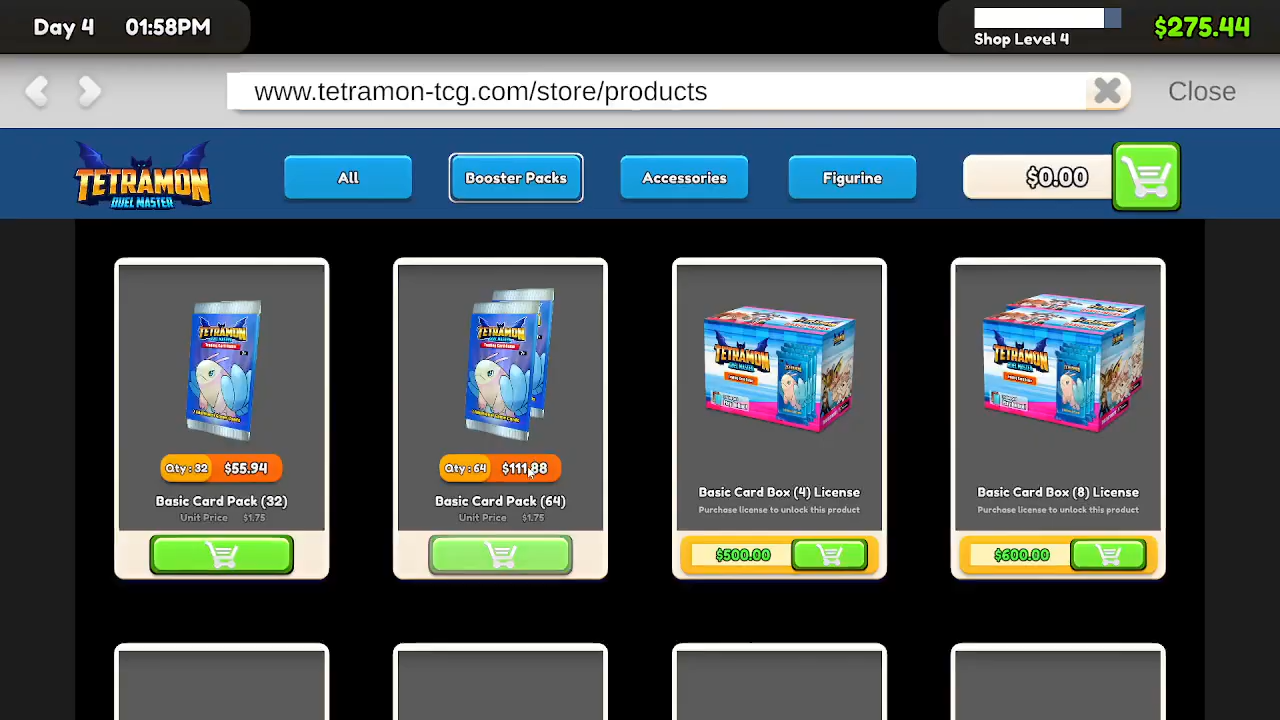 Day 4 01:58PM
Shop Level 4
$275.44
www.tetramon-tcg.com/store/products
Close
TETRAMON
DUEL MASTER
All
Booster Packs
Accessories
Figurine
$0.00
TETRAMON
TETRAMON
TETRAMON
TETRAMON
Qty : 32 $55.94
Basic Card Pack (32)
Unit Price $1.75
Qty : 64 $111.88
Basic Card Pack (64)
Unit Price $1.75
Basic Card Box (4) License
Purchase license to unlock this product
$500.00
Basic Card Box (8) License
Purchase license to unlock this product
$600.00